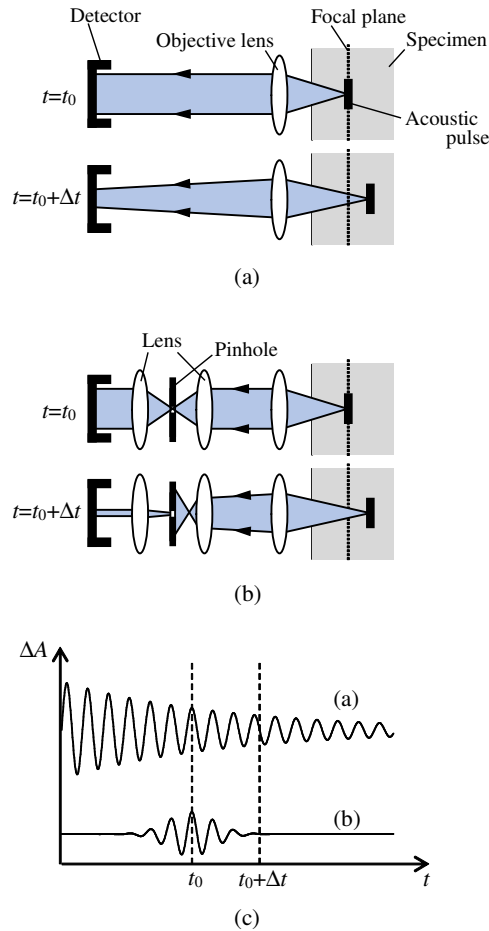 Detector
Objective lens
Focal plane
Specimen
Acoustic
pulse
t=t0
t=t0+Δt
(a)
Lens
Pinhole
t=t0
t=t0+Δt
(b)
ΔA
(a)
(b)
t0
t0+Δt
t
(c)